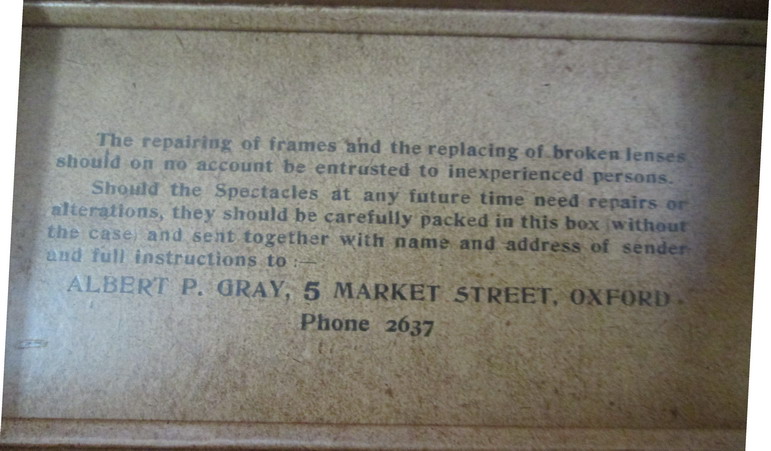 The repairing of frames and the replacing of broken lenses
should on no account be entrusted to inexperienced persons.
Should the Spectacles at any future time need repairs or
alterations, they should be carefully packed in this box (without
the case) and sent together with name and address of sender
and full instructions to :—
ALBERT P. GRAY, 5 MARKET STREET, OXFORD
Phone 2637